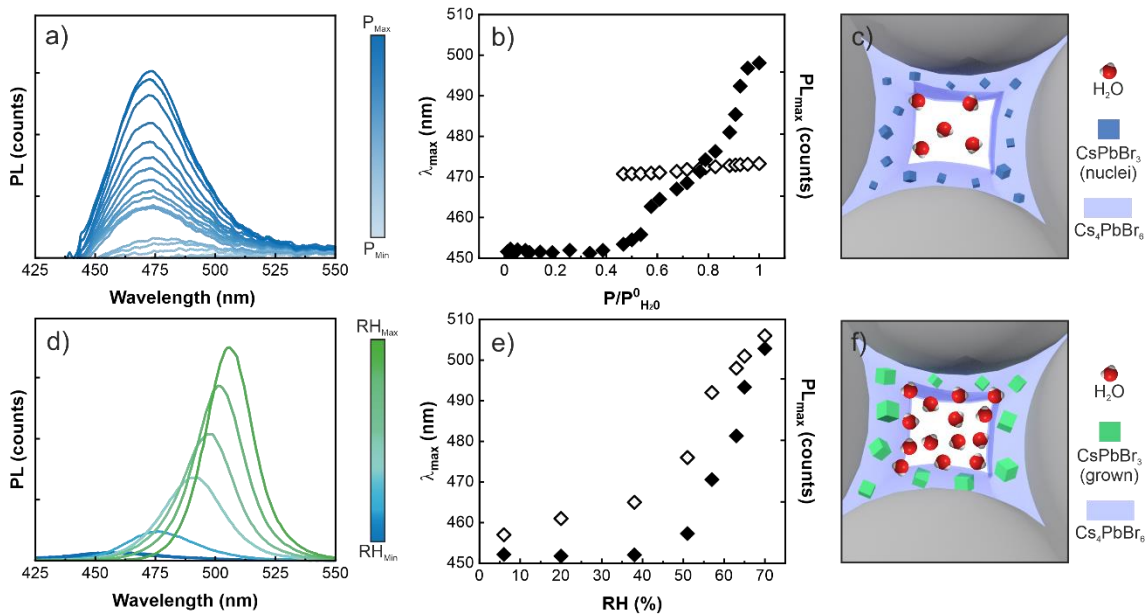 a)
P_Max
P_Min
PL (counts)
425 450 475 500 525 550
Wavelength (nm)
b)
510
500
490
480
470
460
450
λ_max (nm)
PL_max (counts)
0 0.2 0.4 0.6 0.8 1
P/P⁰_H₂0
c)
H₂O
CsPbBr₃
(nuclei)
Cs₄PbBr₆
d)
RH_Max
RH_Min
PL (counts)
425 450 475 500 525 550
Wavelength (nm)
e)
510
500
490
480
470
460
450
λ_max (nm)
PL_max (counts)
0 10 20 30 40 50 60 70
RH (%)
f)
H₂O
CsPbBr₃
(grown)
Cs₄PbBr₆